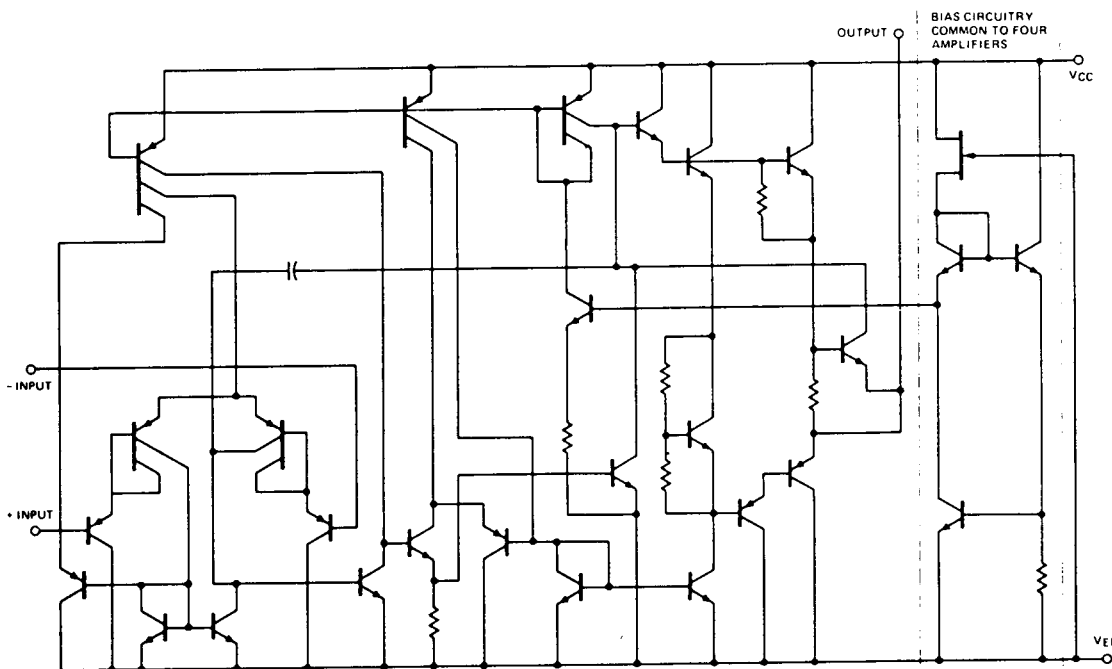 BIAS CIRCUITRY
COMMON TO FOUR
AMPLIFIERS
OUTPUT
VCC
- INPUT
+ INPUT